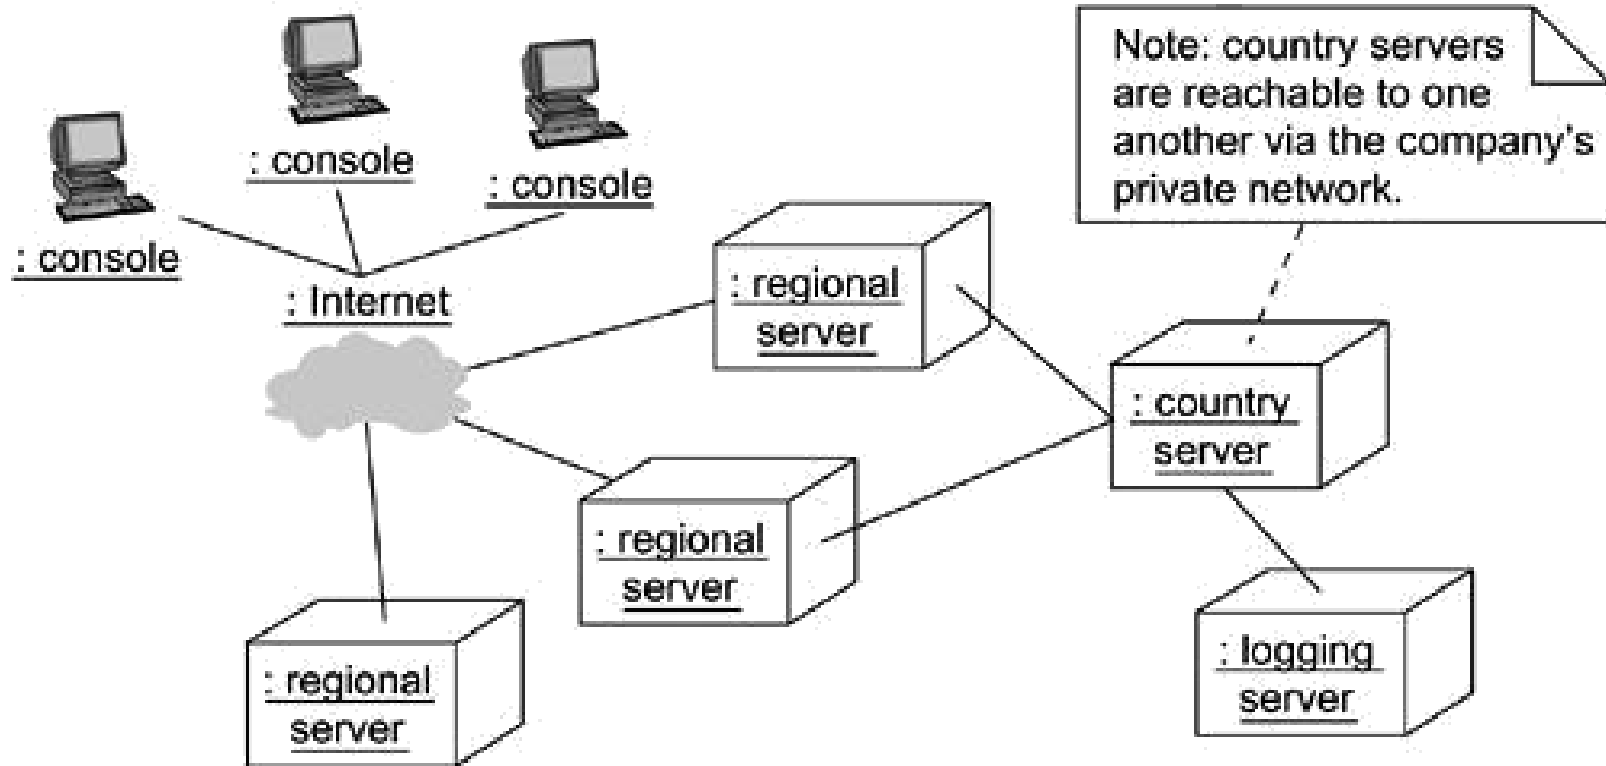 : console
: console
: console
: Internet
Note: country servers
are reachable to one
another via the company's
private network.
: regional
server
: country
server
: regional
server
: regional
server
: logging
server